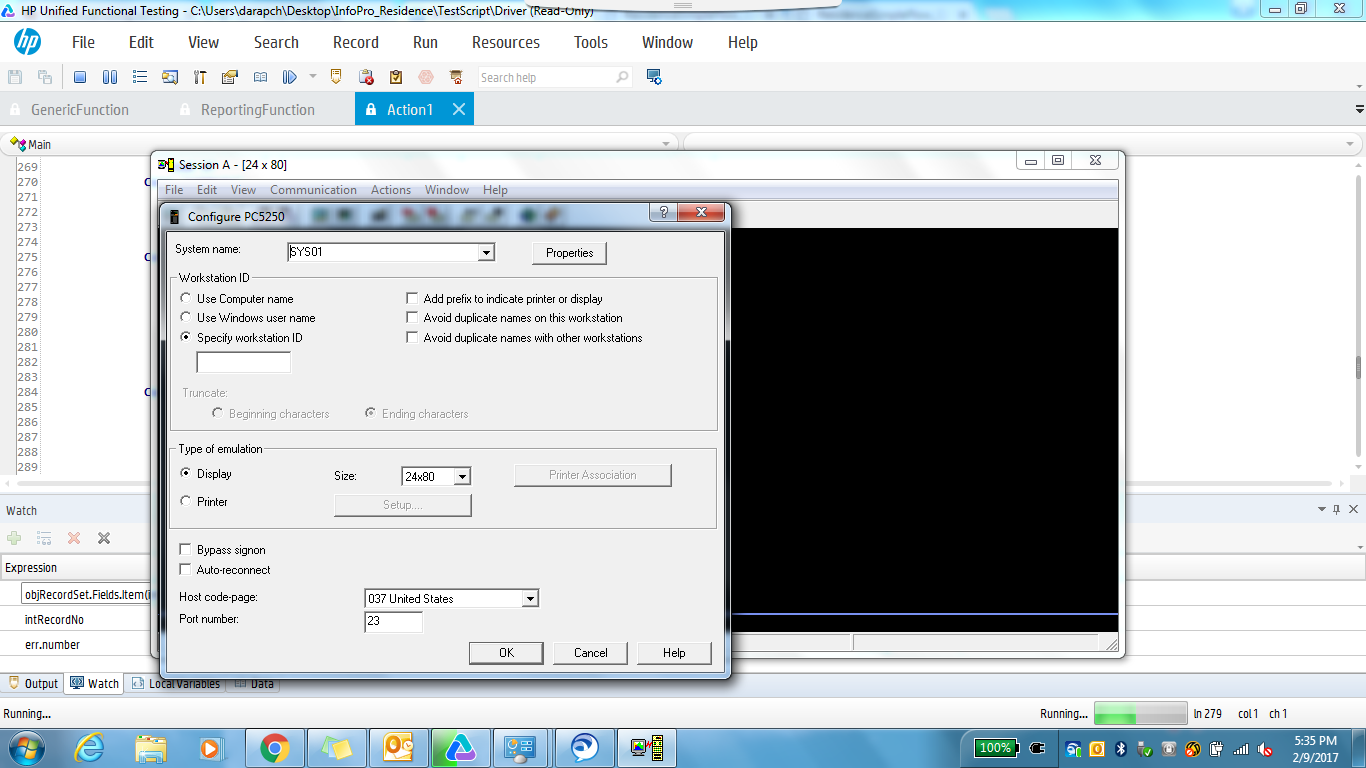 HP Unified Functional Testing - C:\Users\darapch\Desktop\InfoPro_Residence\TestScript\Driver (Read-Only)
hp File Edit View Search Record Run Resources Tools Window Help
Search help
GenericFunction ReportingFunction Action1
Main
269
270
271
272
273
274
275
276
277
278
279
280
281
282
283
284
285
286
287
288
289
Session A - [24 x 80]
File Edit View Communication Actions Window Help
Configure PC5250
System name: SYS01 Properties
Workstation ID
Use Computer name Add prefix to indicate printer or display
Use Windows user name Avoid duplicate names on this workstation
Specify workstation ID Avoid duplicate names with other workstations
Truncate:
Beginning characters Ending characters
Type of emulation
Display Size: 24x80 Printer Association
Printer Setup....
Bypass signon
Auto-reconnect
Host code-page: 037 United States
Port number: 23
OK Cancel Help
Watch
Expression
objRecordSet.Fields.Item(
intRecordNo
err.number
Output Watch Local Variables Data
Running... Running... ln 279 col 1 ch 1
100% 5:35 PM
2/9/2017